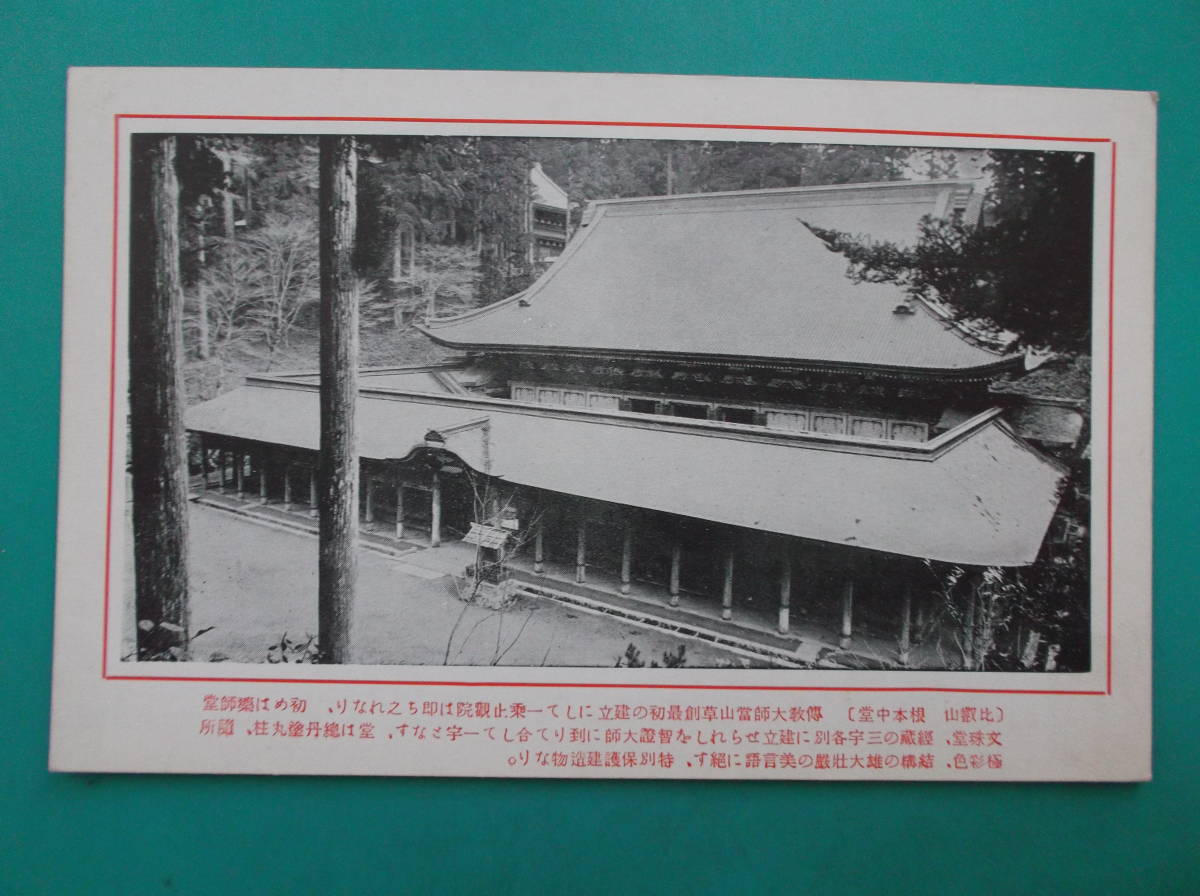 〔比叡山　根本中堂〕　傳敎大師當山草創最初の建立にして一乘止觀院は即ち之れなり、　初めは藥師堂
文珠堂、經藏の三宇各別に建立せられしを智證大師に到りて合して一宇となす、堂は總丹塗丸柱、隨所
極彩色、結構の雄大壯嚴の美言語に絕す、特別保護建造物なり。